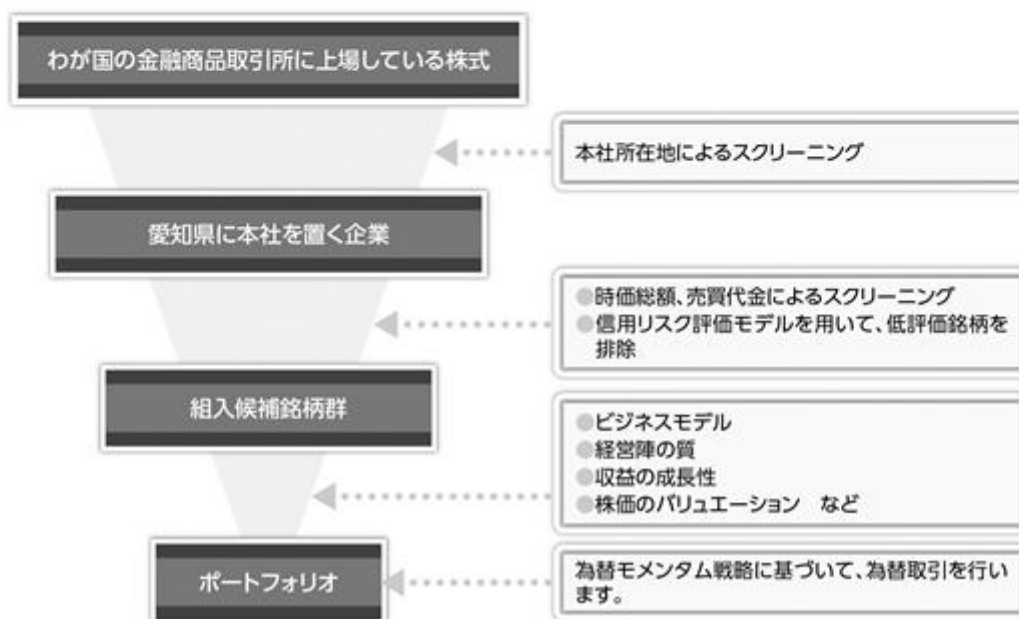 わが国の金融商品取引所に上場している株式
本社所在地によるスクリーニング
愛知県に本社を置く企業
●時価総額、売買代金によるスクリーニング
●信用リスク評価モデルを用いて、低評価銘柄を
排除
組入候補銘柄群
●ビジネスモデル
●経営陣の質
●収益の成長性
●株価のバリュエーション　など
ポートフォリオ
為替モメンタム戦略に基づいて、為替取引を行い
ます。